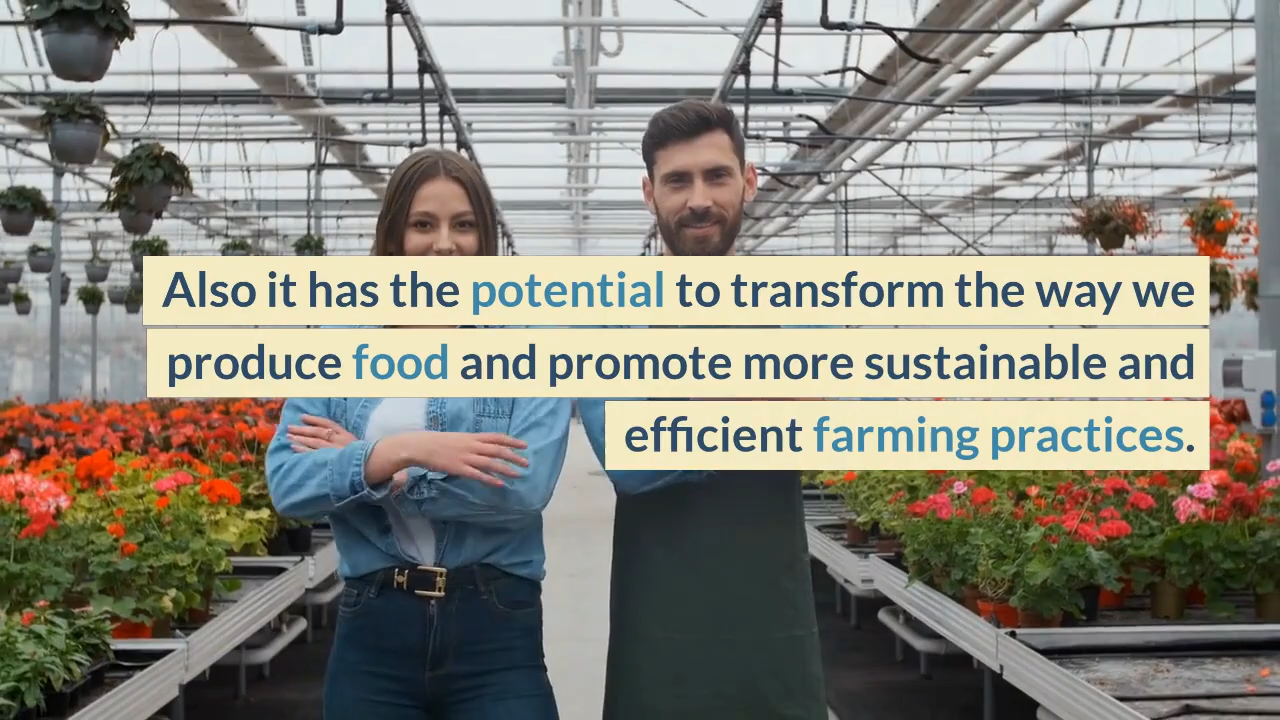 Also it has the potential to transform the way we
produce food and promote more sustainable and
efficient farming practices.